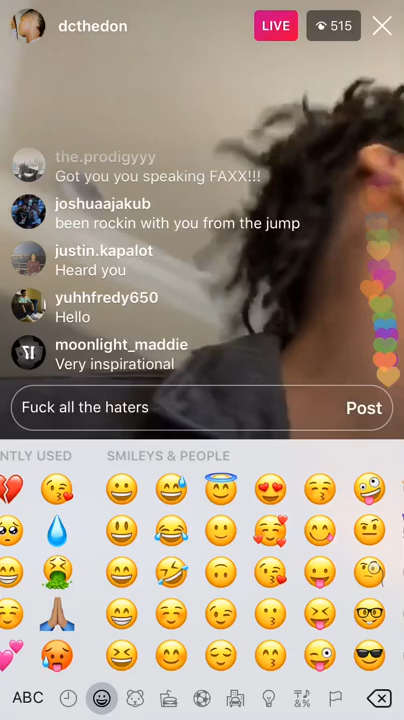 dcthedon
LIVE
515
the.prodigyyy
Got you you speaking FAXX!!!
joshuaajakub
been rockin with you from the jump
justin.kapalot
Heard you
yuhhfredy650
Hello
moonlight_maddie
Very inspirational
Fuck all the haters
Post
NTLY USED
SMILEYS & PEOPLE
ABC